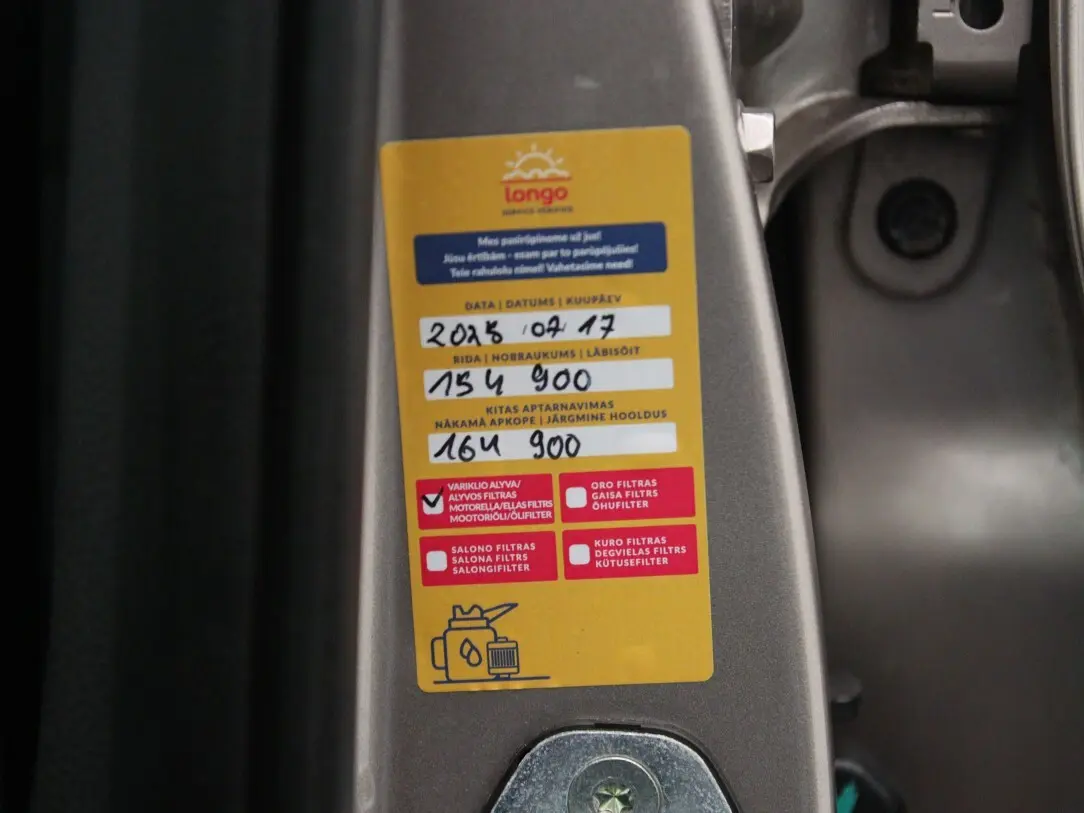 longo
Mes pasirūpinome už jus!
Jūsu ērtībām - esam par to parūpējušies!
Teie rahulolu nimel! Vahetasime need!
DATA | DATUMS | KUUPÄEV
2025 07 17
RIDA | NOBRAUKUMS | LÄBISÕIT
154 900
KITAS APTARNAVIMAS
NĀKAMĀ APKOPE | JÄRGMINE HOOLDUS
164 900
VARIKLIO ALYVA/
ALYVOS FILTRAS
MOTORELLA/EĻĻAS FILTRS
MOOTORIÕLI/ÕLIFILTER
ORO FILTRAS
GAISA FILTRS
ÕHUFILTER
SALONO FILTRAS
SALONA FILTRS
SALONGIFILTER
KURO FILTRAS
DEGVIELAS FILTRS
KÜTUSEFILTER